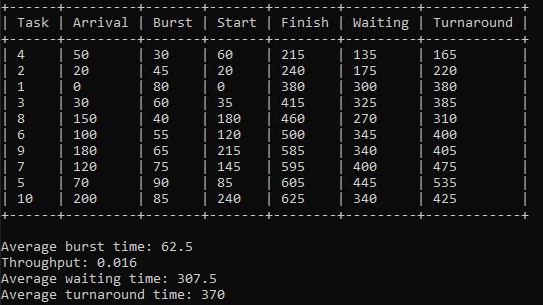 +------+---------+-------+-------+--------+---------+------------+
| Task | Arrival | Burst | Start | Finish | Waiting | Turnaround |
+------+---------+-------+-------+--------+---------+------------+
| 4    | 50      | 30    | 60    | 215    | 135     | 165        |
| 2    | 20      | 45    | 20    | 240    | 175     | 220        |
| 1    | 0       | 80    | 0     | 380    | 300     | 380        |
| 3    | 30      | 60    | 35    | 415    | 325     | 385        |
| 8    | 150     | 40    | 180   | 460    | 270     | 310        |
| 6    | 100     | 55    | 120   | 500    | 345     | 400        |
| 9    | 180     | 65    | 215   | 585    | 340     | 405        |
| 7    | 120     | 75    | 145   | 595    | 400     | 475        |
| 5    | 70      | 90    | 85    | 605    | 445     | 535        |
| 10   | 200     | 85    | 240   | 625    | 340     | 425        |
+------+---------+-------+-------+--------+---------+------------+
Average burst time: 62.5
Throughput: 0.016
Average waiting time: 307.5
Average turnaround time: 370